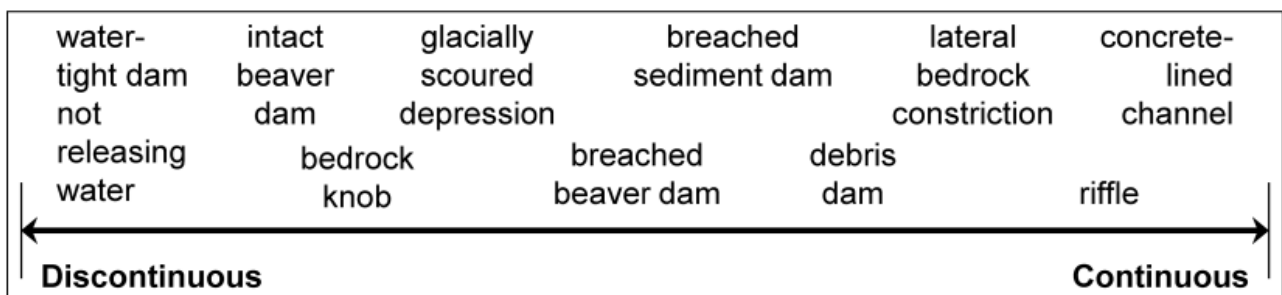 water-
tight dam
not
releasing
water
intact
beaver
dam
bedrock
knob
glacially
scoured
depression
breached
beaver dam
breached
sediment dam
debris
dam
lateral
bedrock
constriction
riffle
concrete-
lined
channel
Discontinuous
Continuous